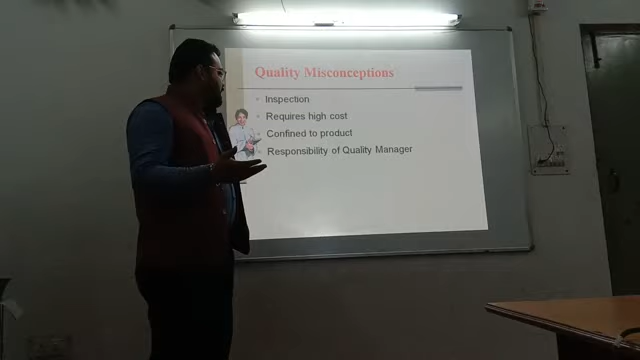 Quality Misconceptions
Inspection
Requires high cost
Confined to product
Responsibility of Quality Manager